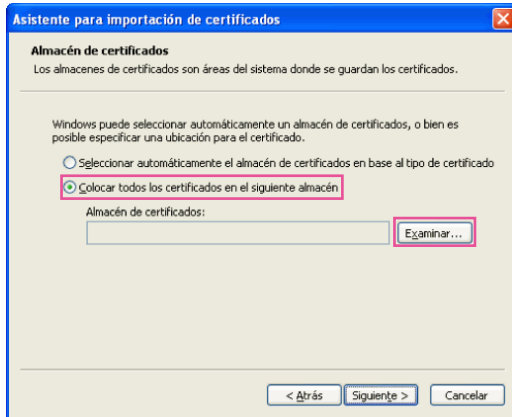 Asistente para importación de certificados
Almacén de certificados
Los almacenes de certificados son áreas del sistema donde se guardan los certificados.
Windows puede seleccionar automáticamente un almacén de certificados, o bien es
posible especificar una ubicación para el certificado.
Seleccionar automáticamente el almacén de certificados en base al tipo de certificado
Colocar todos los certificados en el siguiente almacén
Almacén de certificados:
Examinar...
< Atrás Siguiente > Cancelar